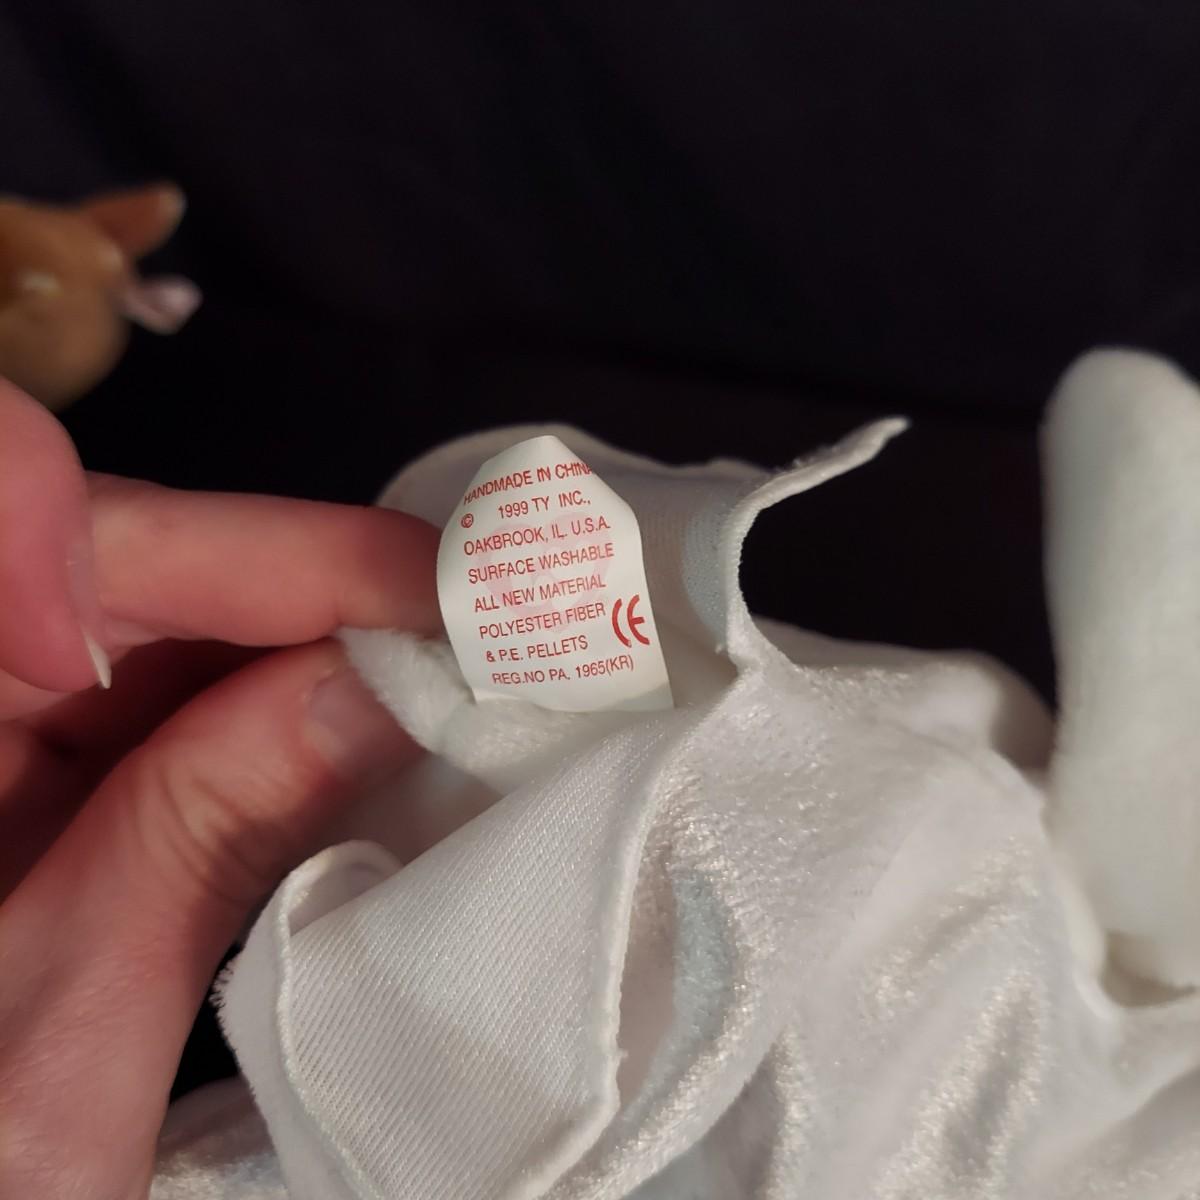 HANDMADE IN CHINA
© 1999 TY INC.,
OAKBROOK, IL. U.S.A.
SURFACE WASHABLE
ALL NEW MATERIAL
POLYESTER FIBER
& P.E. PELLETS
CE
REG.NO PA. 1965(KR)